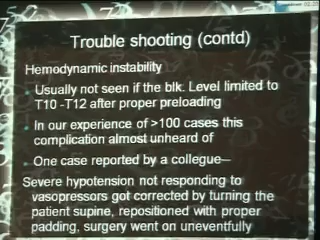 Trouble shooting (contd)
Hemodynamic instability
Usually not seen if the blk. Level limited to
T10 -T12 after proper preloading
In our experience of >100 cases this
complication almost unheard of
One case reported by a collegue–
Severe hypotension not responding to
vasopressors got corrected by turning the
patient supine, repositioned with proper
padding, surgery went on uneventfully